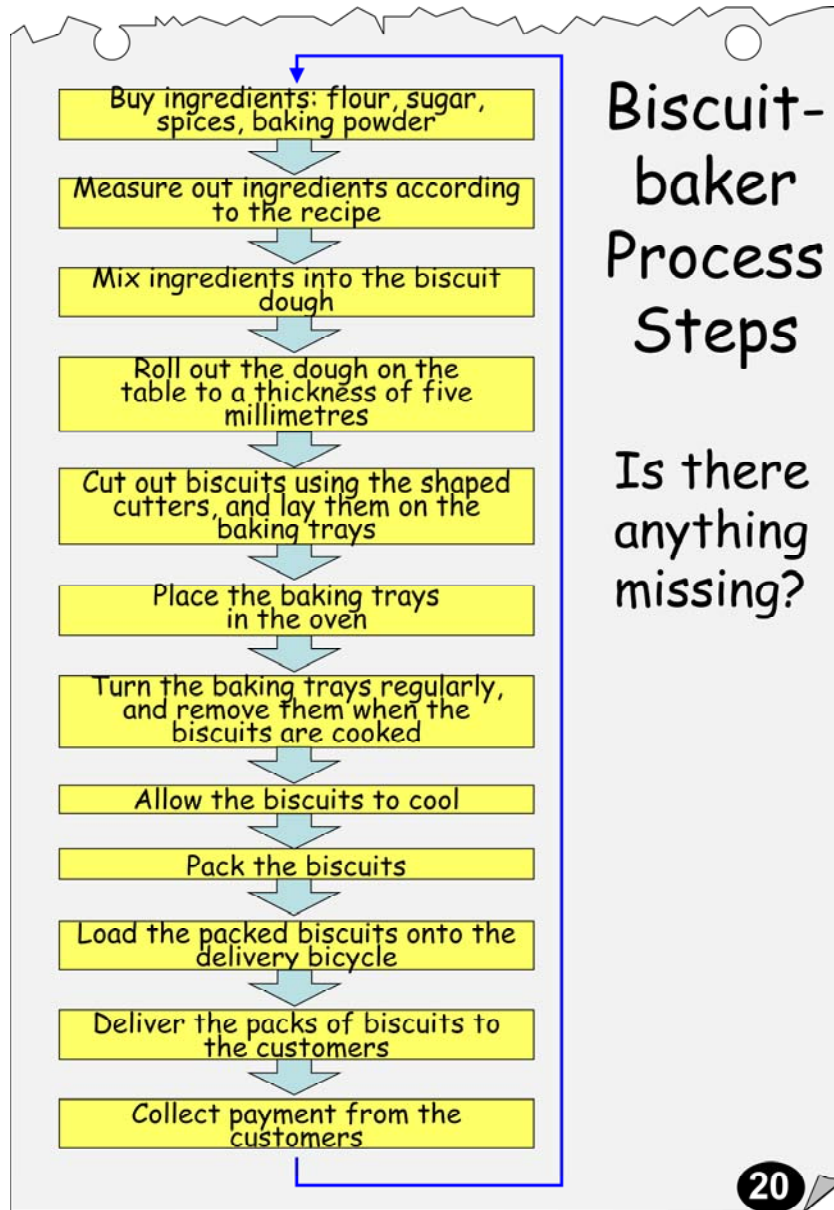 Buy ingredients: flour, sugar,
spices, baking powder
Measure out ingredients according
to the recipe
Mix ingredients into the biscuit
dough
Roll out the dough on the
table to a thickness of five
millimetres
Cut out biscuits using the shaped
cutters, and lay them on the
baking trays
Place the baking trays
in the oven
Turn the baking trays regularly,
and remove them when the
biscuits are cooked
Allow the biscuits to cool
Pack the biscuits
Load the packed biscuits onto the
delivery bicycle
Deliver the packs of biscuits to
the customers
Collect payment from the
customers
Biscuit-
baker
Process
Steps
Is there
anything
missing?
20